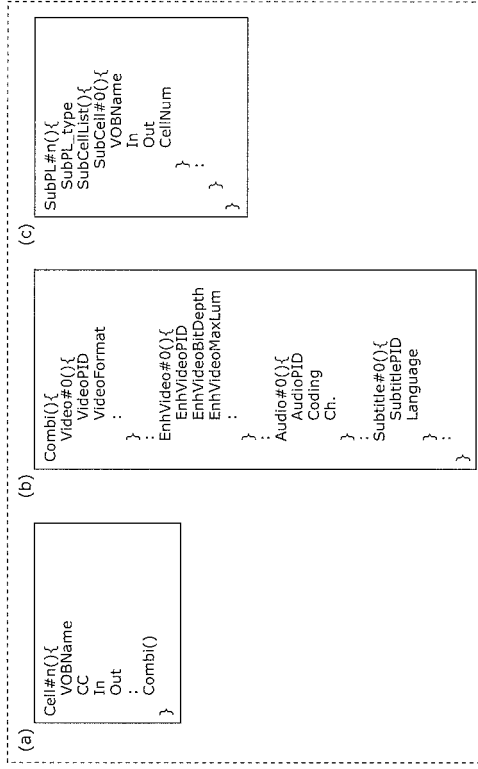 (a)
Cell#n(){
VOBName
CC
In
Out
:
Combi()
}
(b)
Combi(){
Video#0(){
VideoPID
VideoFormat
:
}
:
EnhVideo#0(){
EnhVideoPID
EnhVideoBitDepth
EnhVideoMaxLum
:
}
:
Audio#0(){
AudioPID
Coding
Ch.
}
:
Subtitle#0(){
SubtitlePID
Language
}
:
}
(c)
SubPL#n(){
SubPL_type
SubCellList(){
SubCell#0(){
VOBName
In
Out
CellNum
}
:
}
}